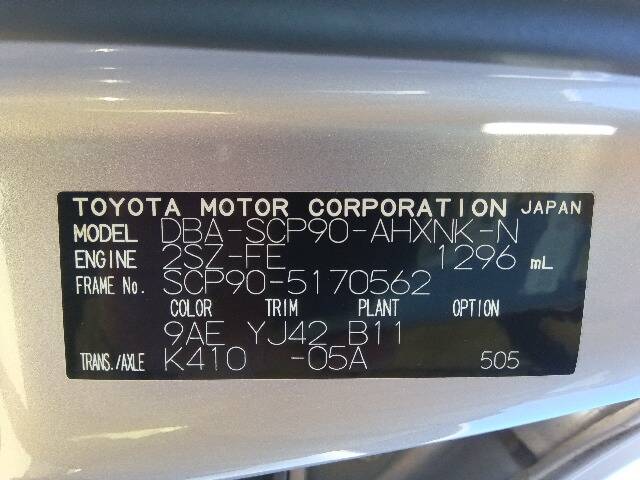 TOYOTA MOTOR CORPORATION JAPAN
MODEL DBA-SCP90-AHXNK-N
ENGINE 2SZ-FE 1296 mL
FRAME No. SCP90-5170562
COLOR TRIM PLANT OPTION
9AE YJ42 B11
TRANS./AXLE K410 -05A 505